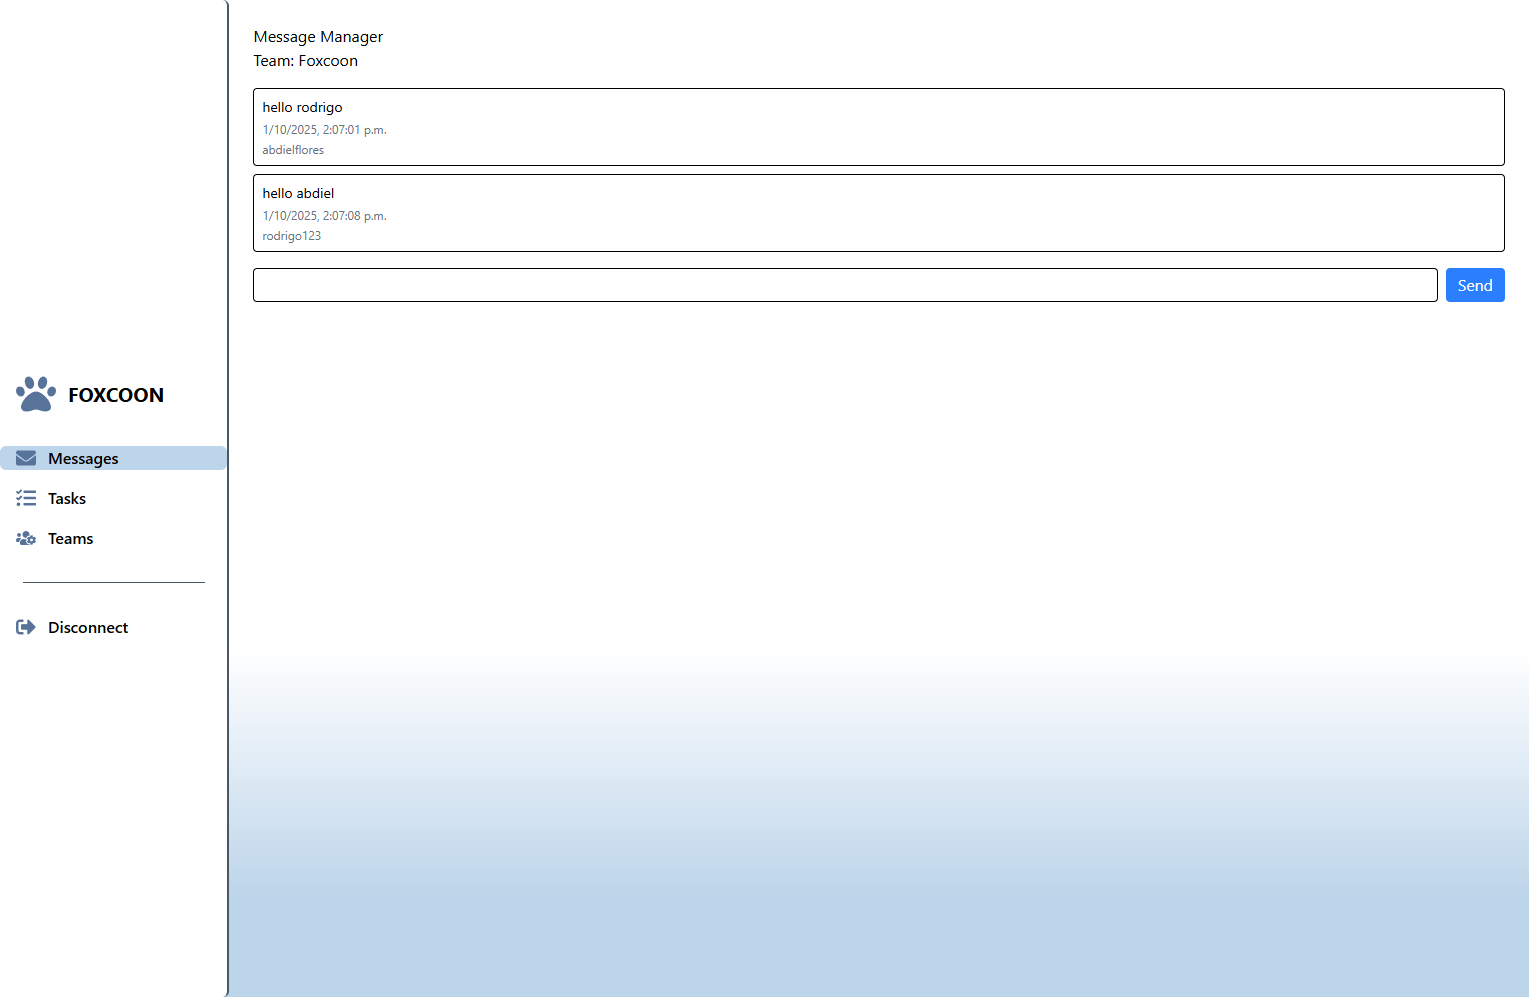 Message Manager
Team: Foxcoon
hello rodrigo
1/10/2025, 2:07:01 p.m.
abdielflores
hello abdiel
1/10/2025, 2:07:08 p.m.
rodrigo123
Send
FOXCOON
Messages
Tasks
Teams
Disconnect